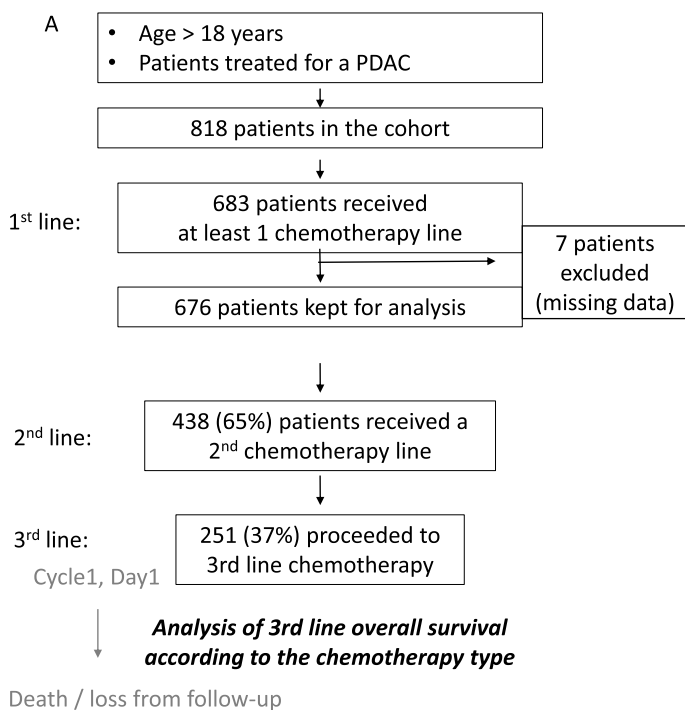 A
• Age > 18 years
• Patients treated for a PDAC
818 patients in the cohort
1st line:
683 patients received
at least 1 chemotherapy line
7 patients
excluded
(missing data)
676 patients kept for analysis
2nd line:
438 (65%) patients received a
2nd chemotherapy line
3rd line:
251 (37%) proceeded to
3rd line chemotherapy
Cycle1, Day1
Analysis of 3rd line overall survival
according to the chemotherapy type
Death / loss from follow-up